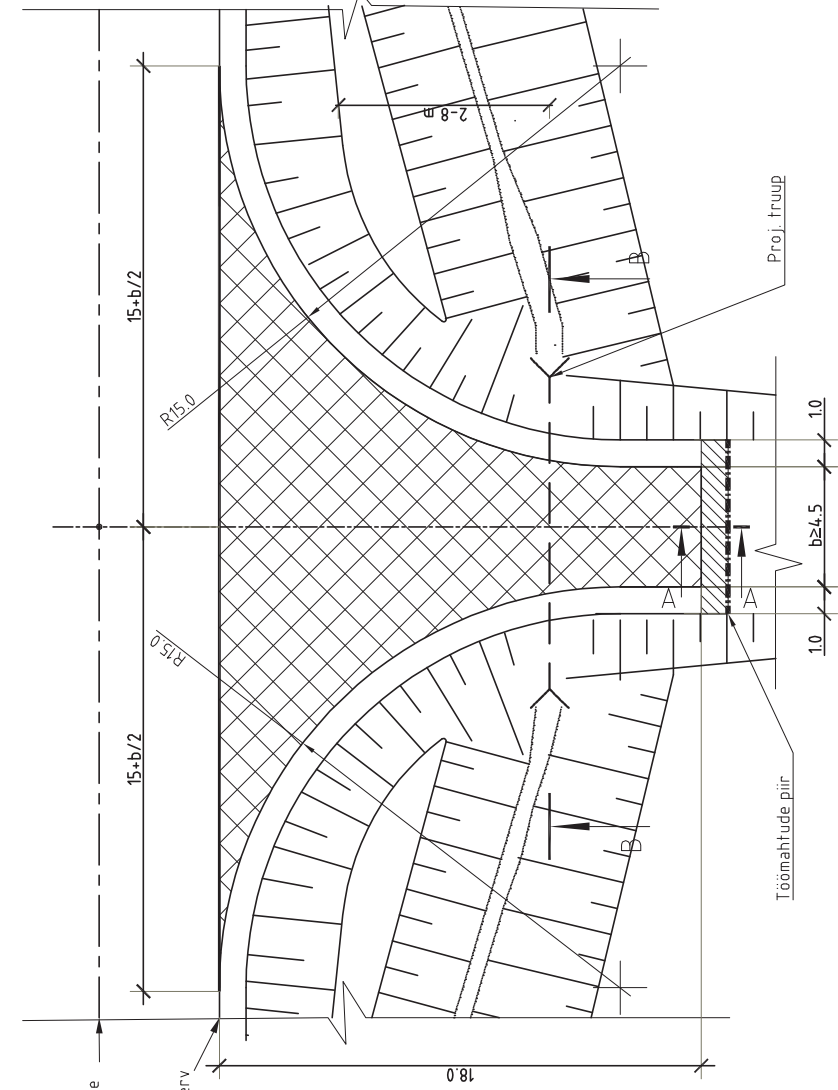 2-8 m
Proj. truup
15+b/2
B
R15.0
1.0
b≥4.5
A
A
1.0
R15.0
15+b/2
B
Töömahtude piir
18.0
e
erv